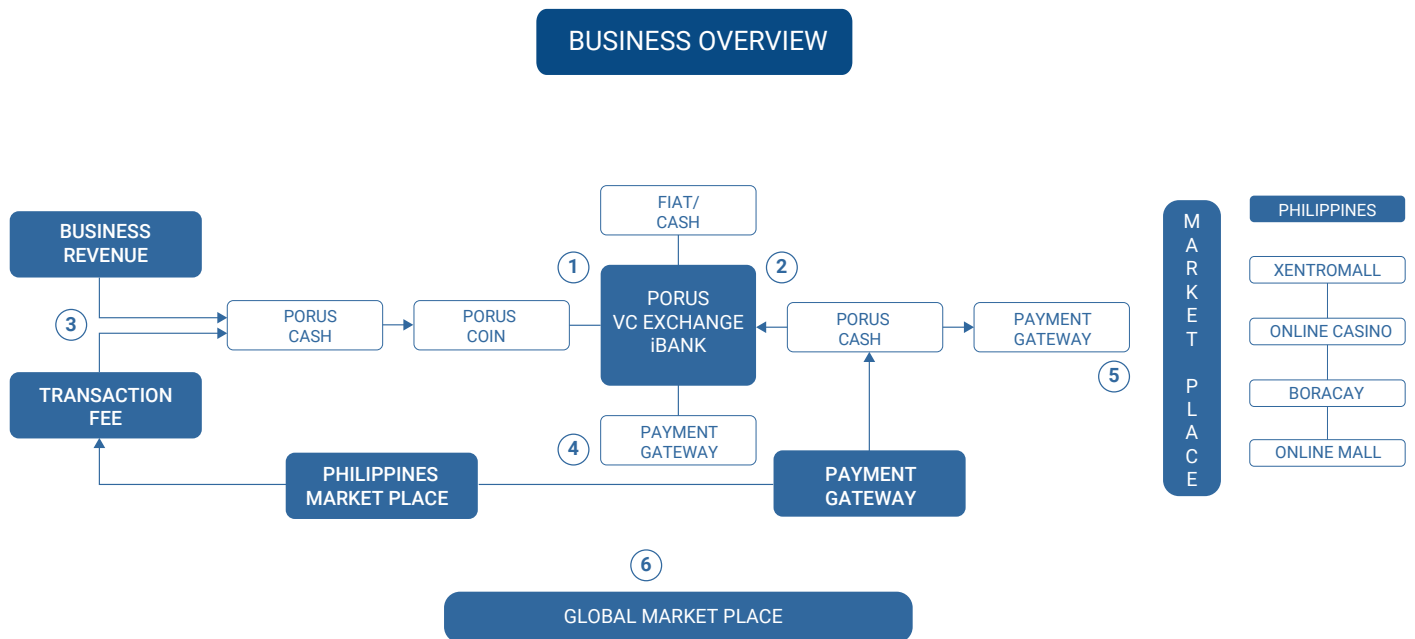 BUSINESS OVERVIEW
FIAT/
CASH
BUSINESS
REVENUE
1
2
3
PORUS
CASH
PORUS
COIN
PORUS
VC EXCHANGE
iBANK
PORUS
CASH
PAYMENT
GATEWAY
5
TRANSACTION
FEE
4
PAYMENT
GATEWAY
PHILIPPINES
MARKET PLACE
PAYMENT
GATEWAY
MARKET PLACE
PHILIPPINES
XENTROMALL
ONLINE CASINO
BORACAY
ONLINE MALL
6
GLOBAL MARKET PLACE